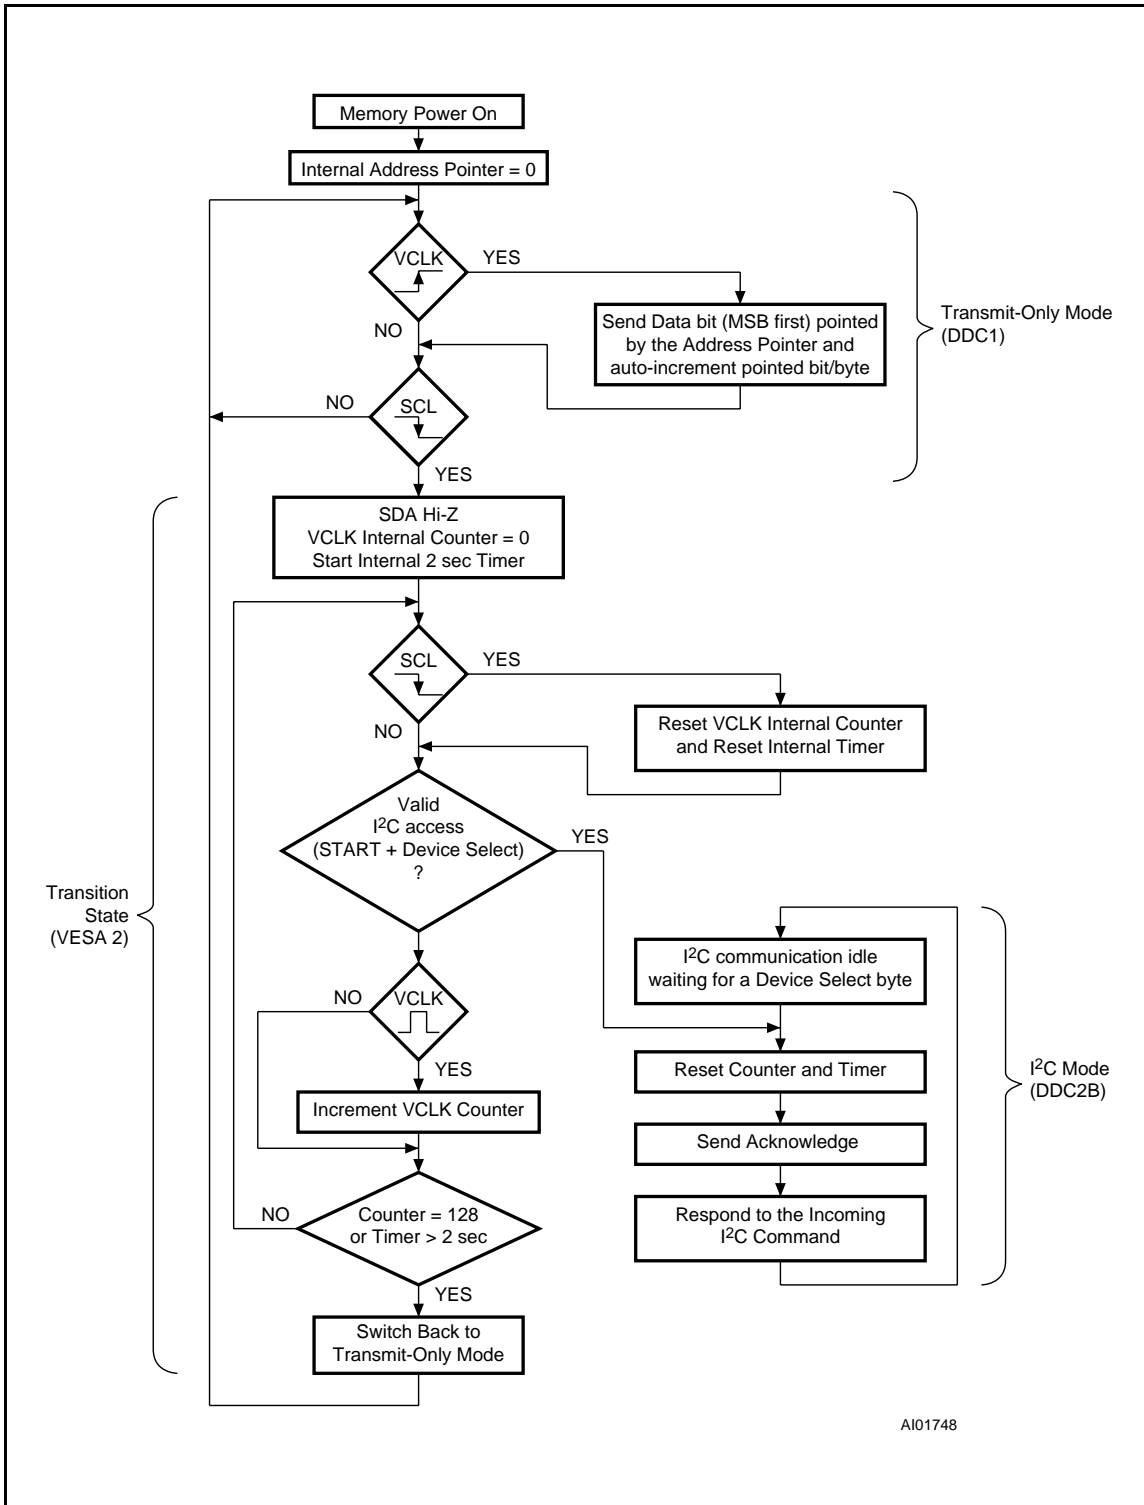 Memory Power On
Internal Address Pointer = 0
VCLK
YES
NO
Send Data bit (MSB first) pointed
by the Address Pointer and
auto-increment pointed bit/byte
Transmit-Only Mode
(DDC1)
SCL
NO
YES
SDA Hi-Z
VCLK Internal Counter = 0
Start Internal 2 sec Timer
SCL
YES
NO
Reset VCLK Internal Counter
and Reset Internal Timer
Valid
I²C access
(START + Device Select)
?
YES
Transition
State
(VESA 2)
VCLK
NO
YES
Increment VCLK Counter
Counter = 128
or Timer > 2 sec
NO
YES
Switch Back to
Transmit-Only Mode
I²C communication idle
waiting for a Device Select byte
Reset Counter and Timer
Send Acknowledge
Respond to the Incoming
I²C Command
I²C Mode
(DDC2B)
AI01748